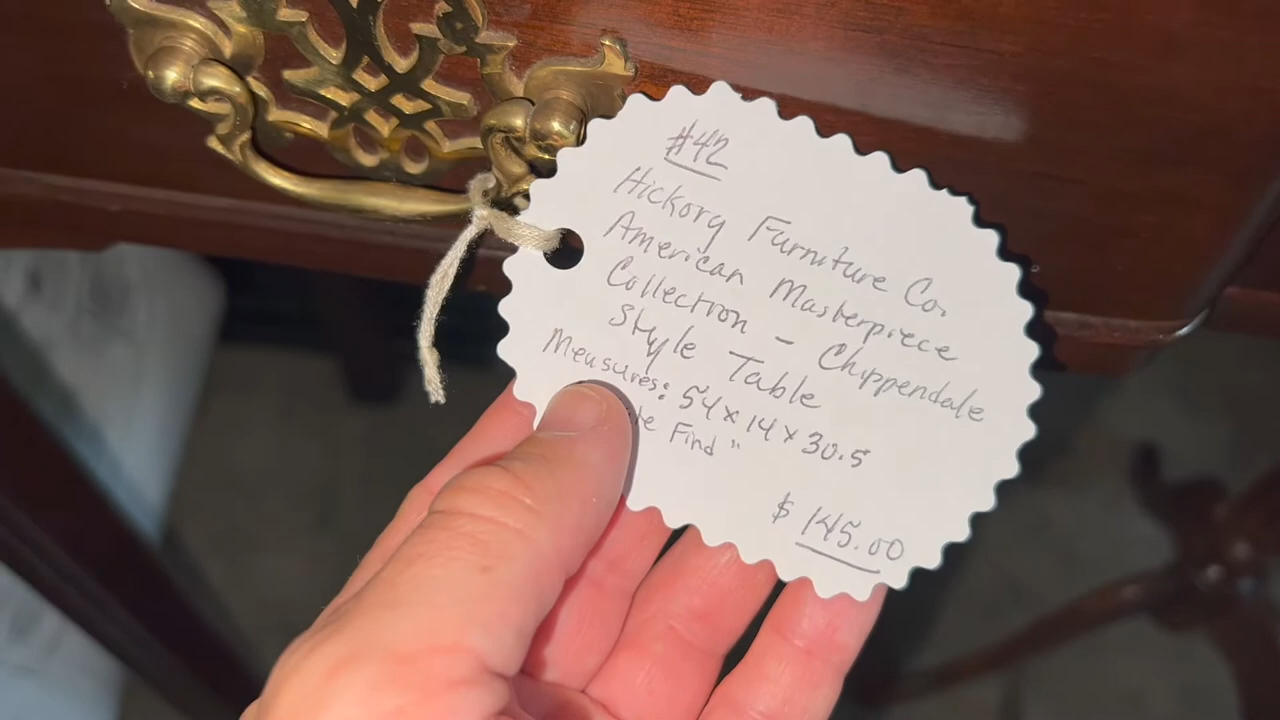 #42
Hickory Furniture Co.
American Masterpiece
Collection - Chippendale
Style Table
Measures: 54 x 14 x 30.5
Find"
$ 145.00